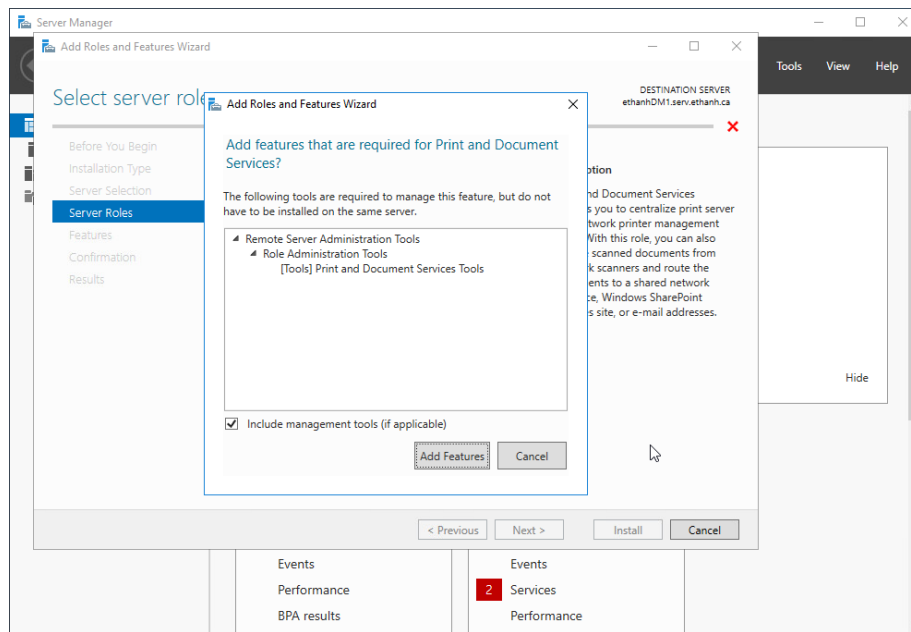 Server Manager
Add Roles and Features Wizard
Tools View Help
Select server role
DESTINATION SERVER
ethanhDM1.serv.ethanh.ca
Before You Begin
Installation Type
Server Selection
Server Roles
Features
Confirmation
Results
Add Roles and Features Wizard
Add features that are required for Print and Document
Services?
The following tools are required to manage this feature, but do not
have to be installed on the same server.
Remote Server Administration Tools
Role Administration Tools
[Tools] Print and Document Services Tools
Include management tools (if applicable)
Add Features Cancel
ption
nd Document Services
s you to centralize print server
twork printer management
With this role, you can also
scanned documents from
k scanners and route the
ents to a shared network
ce, Windows SharePoint
s site, or e-mail addresses.
Hide
< Previous Next > Install Cancel
Events
Performance
BPA results
Events
2 Services
Performance